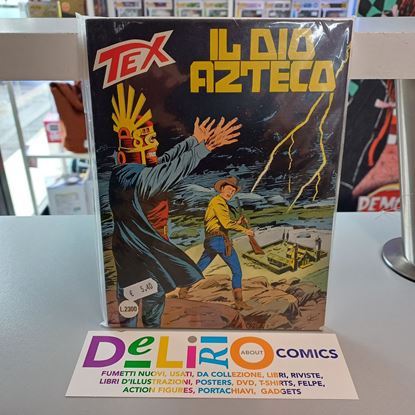 TEX
IL DIO
AZTECO
€ 5,40
L.2300
DELIRIO ABOUT COMICS
FUMETTI NUOVI, USATI, DA COLLEZIONE, LIBRI, RIVISTE,
LIBRI D'ILLUSTRAZIONI, POSTERS, DVD, T-SHIRTS, FELPE,
ACTION FIGURES, PORTACHIAVI, GADGETS